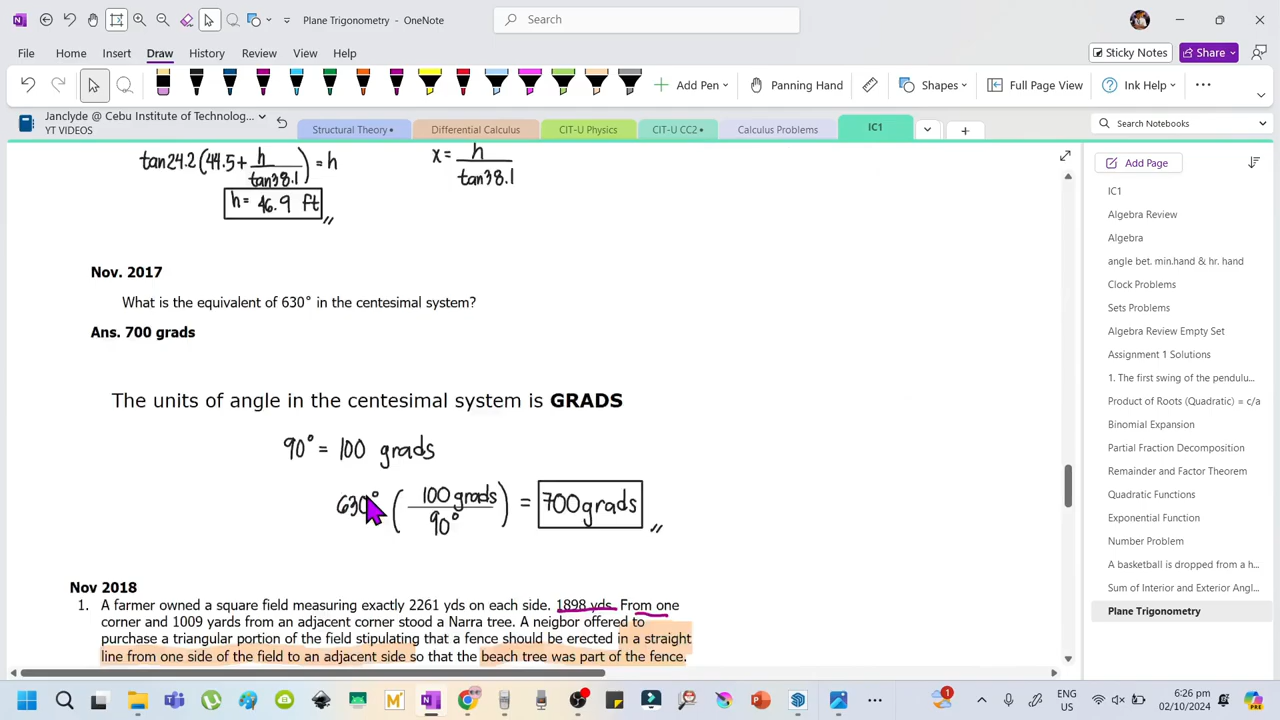 Plane Trigonometry - OneNote
Search
File Home Insert Draw History Review View Help
Sticky Notes
Share
Add Pen
Panning Hand
Shapes
Full Page View
Ink Help
Janclyde @ Cebu Institute of Technolog...
YT VIDEOS
Structural Theory
Differential Calculus
CIT-U Physics
CIT-U CC2
Calculus Problems
IC1
Search Notebooks
tan24.2(44.5+ h/tan38.1) = h
x = h/tan38.1
h = 46.9 ft
Nov. 2017
What is the equivalent of 630° in the centesimal system?
Ans. 700 grads
The units of angle in the centesimal system is GRADS
90° = 100 grads
630° (100 grads/90°) = 700grads
Nov 2018
1. A farmer owned a square field measuring exactly 2261 yds on each side. 1898 yds. From one
corner and 1009 yards from an adjacent corner stood a Narra tree. A neigbor offered to
purchase a triangular portion of the field stipulating that a fence should be erected in a straight
line from one side of the field to an adjacent side so that the beach tree was part of the fence.
Add Page
IC1
Algebra Review
Algebra
angle bet. min.hand & hr. hand
Clock Problems
Sets Problems
Algebra Review Empty Set
Assignment 1 Solutions
1. The first swing of the pendulu...
Product of Roots (Quadratic) = c/a
Binomial Expansion
Partial Fraction Decomposition
Remainder and Factor Theorem
Quadratic Functions
Exponential Function
Number Problem
A basketball is dropped from a h...
Sum of Interior and Exterior Angl...
Plane Trigonometry
1
ENG
US
6:26 pm
02/10/2024